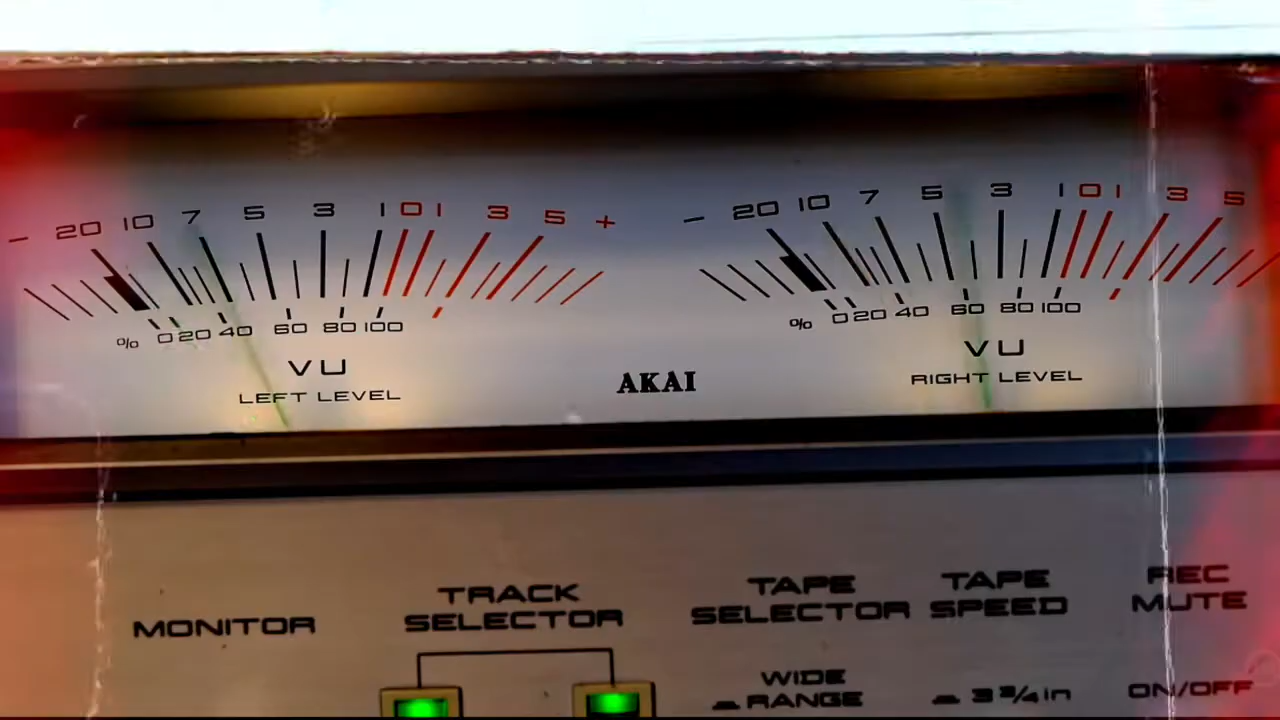 − 20 10 7 5 3 1 0 1 3 5 +
% 0 20 40 60 80 100
VU
LEFT LEVEL
AKAI
− 20 10 7 5 3 1 0 1 3 5
% 0 20 40 60 80 100
VU
RIGHT LEVEL
MONITOR
TRACK
SELECTOR
TAPE
SELECTOR
WIDE
RANGE
TAPE
SPEED
3 3/4 in
REC
MUTE
ON/OFF